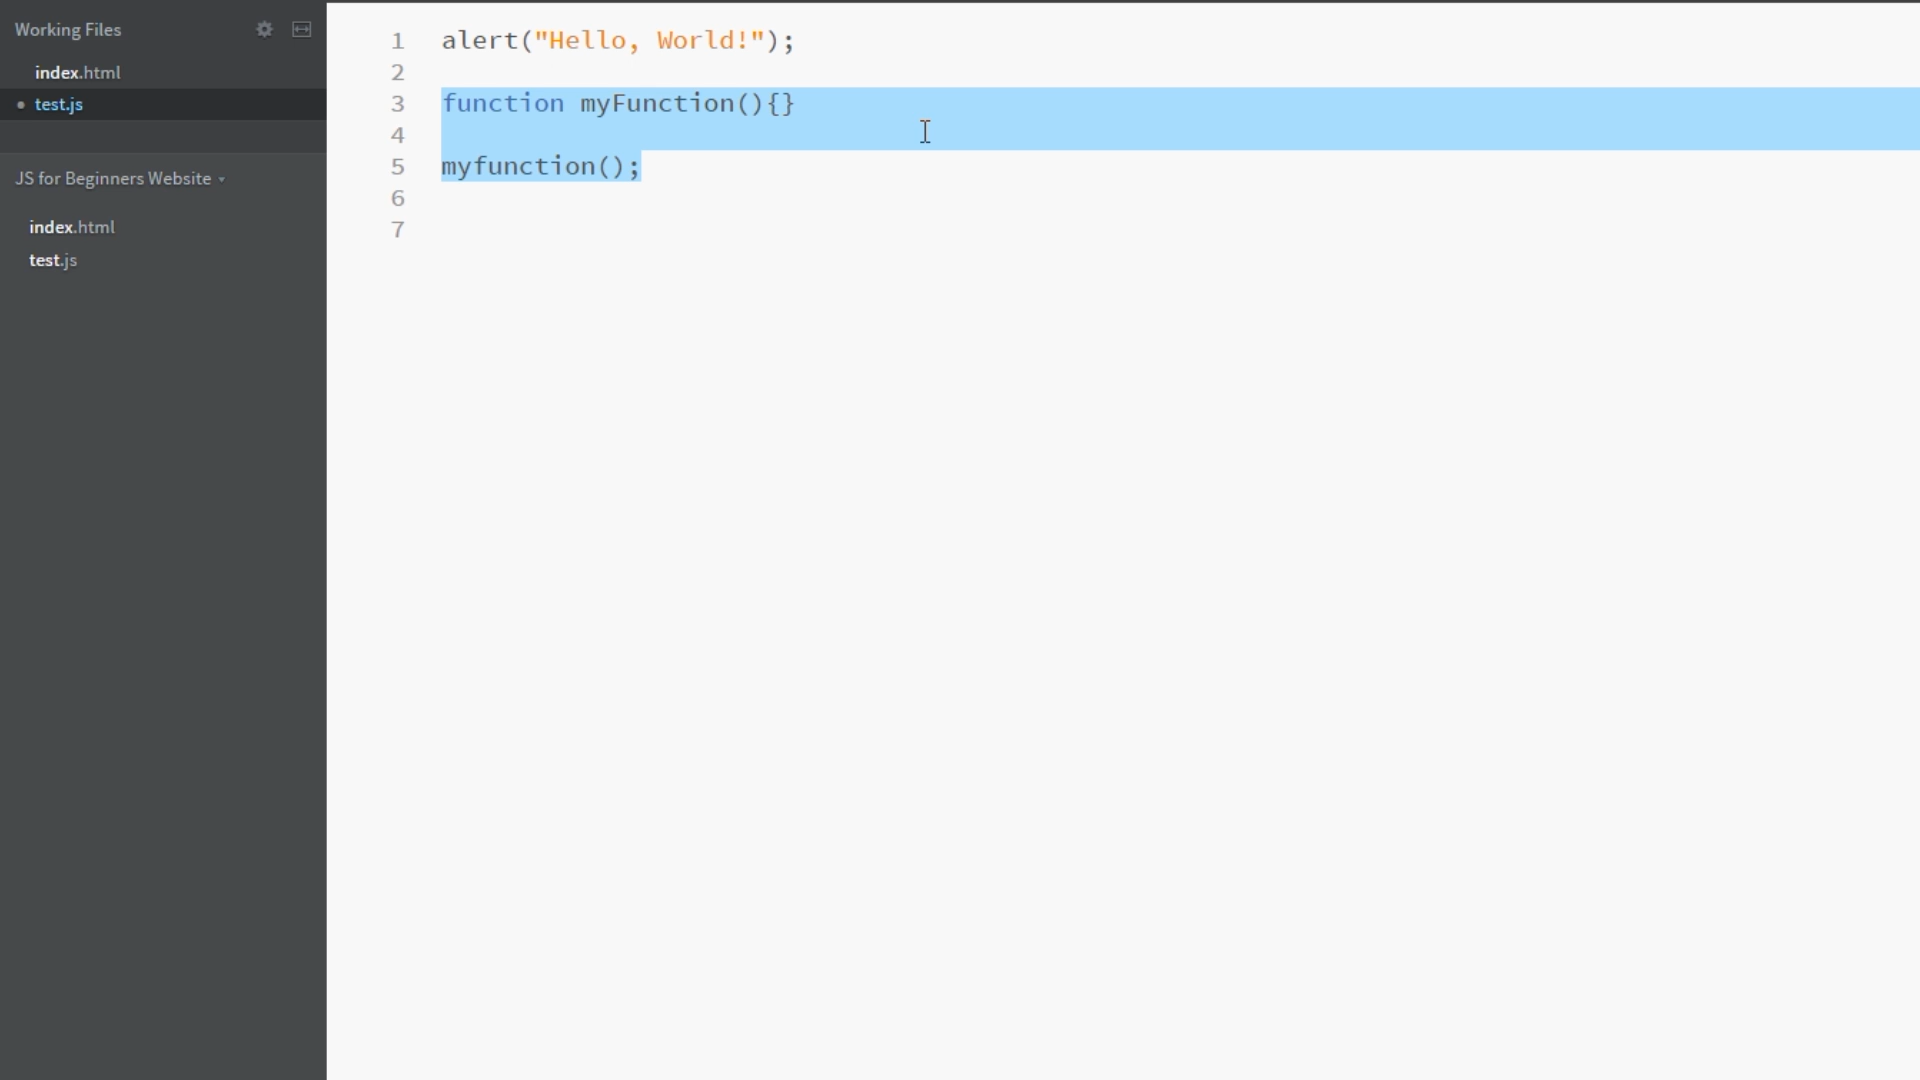 Working Files
index.html
test.js
JS for Beginners Website
index.html
test.js
1 alert("Hello, World!");
2
3 function myFunction(){}
4
5 myfunction();
6
7